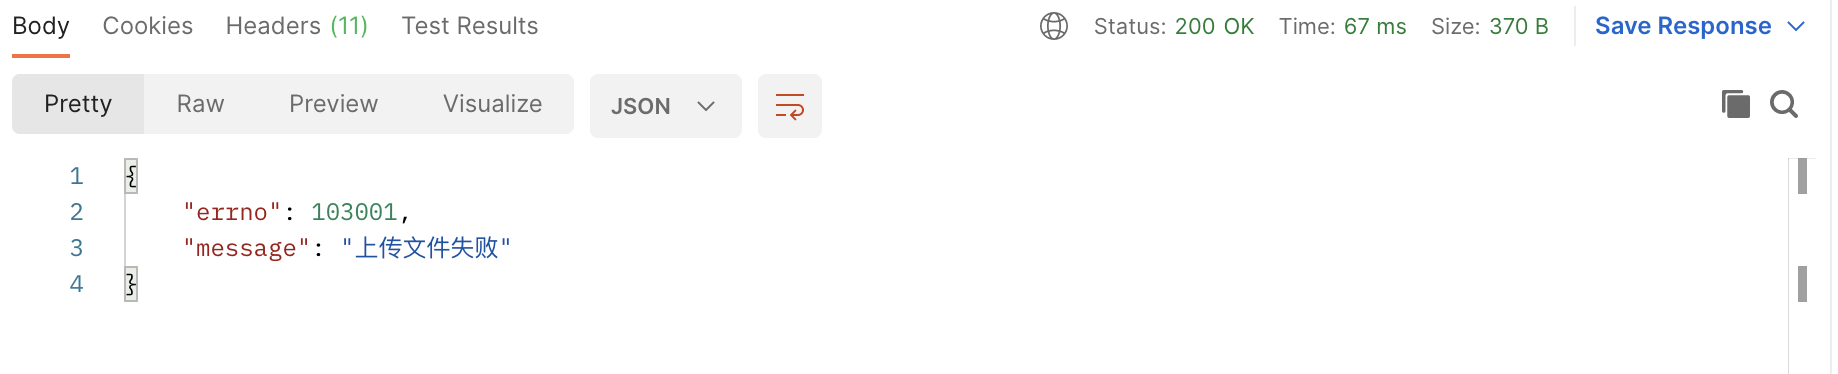 Body Cookies Headers (11) Test Results Status: 200 OK Time: 67 ms Size: 370 B Save Response
Pretty Raw Preview Visualize JSON
1 {
2 "errno": 103001,
3 "message": "上传文件失败"
4 }